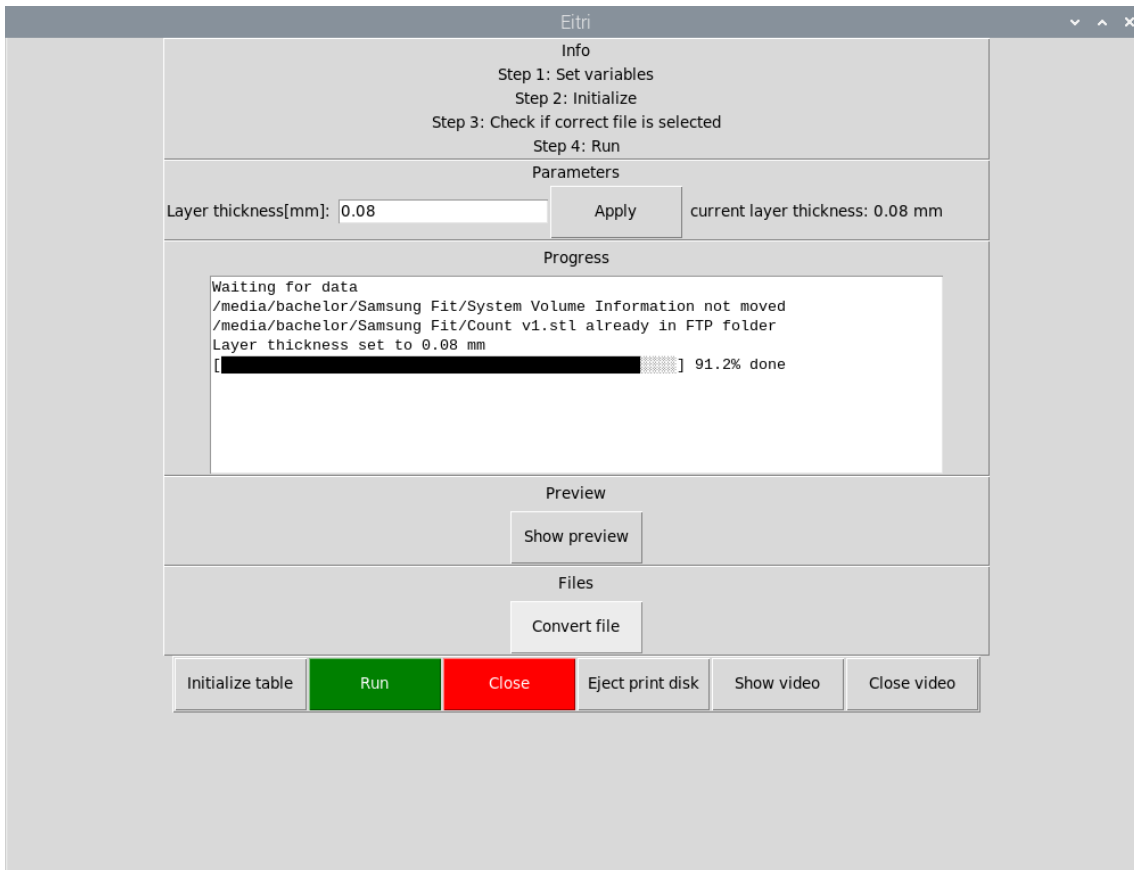 Eitri
Info
Step 1: Set variables
Step 2: Initialize
Step 3: Check if correct file is selected
Step 4: Run
Parameters
Layer thickness[mm]: 0.08 Apply current layer thickness: 0.08 mm
Progress
Waiting for data
/media/bachelor/Samsung Fit/System Volume Information not moved
/media/bachelor/Samsung Fit/Count v1.stl already in FTP folder
Layer thickness set to 0.08 mm
[████████████████████████████████████████████████░░░░] 91.2% done
Preview
Show preview
Files
Convert file
Initialize table Run Close Eject print disk Show video Close video